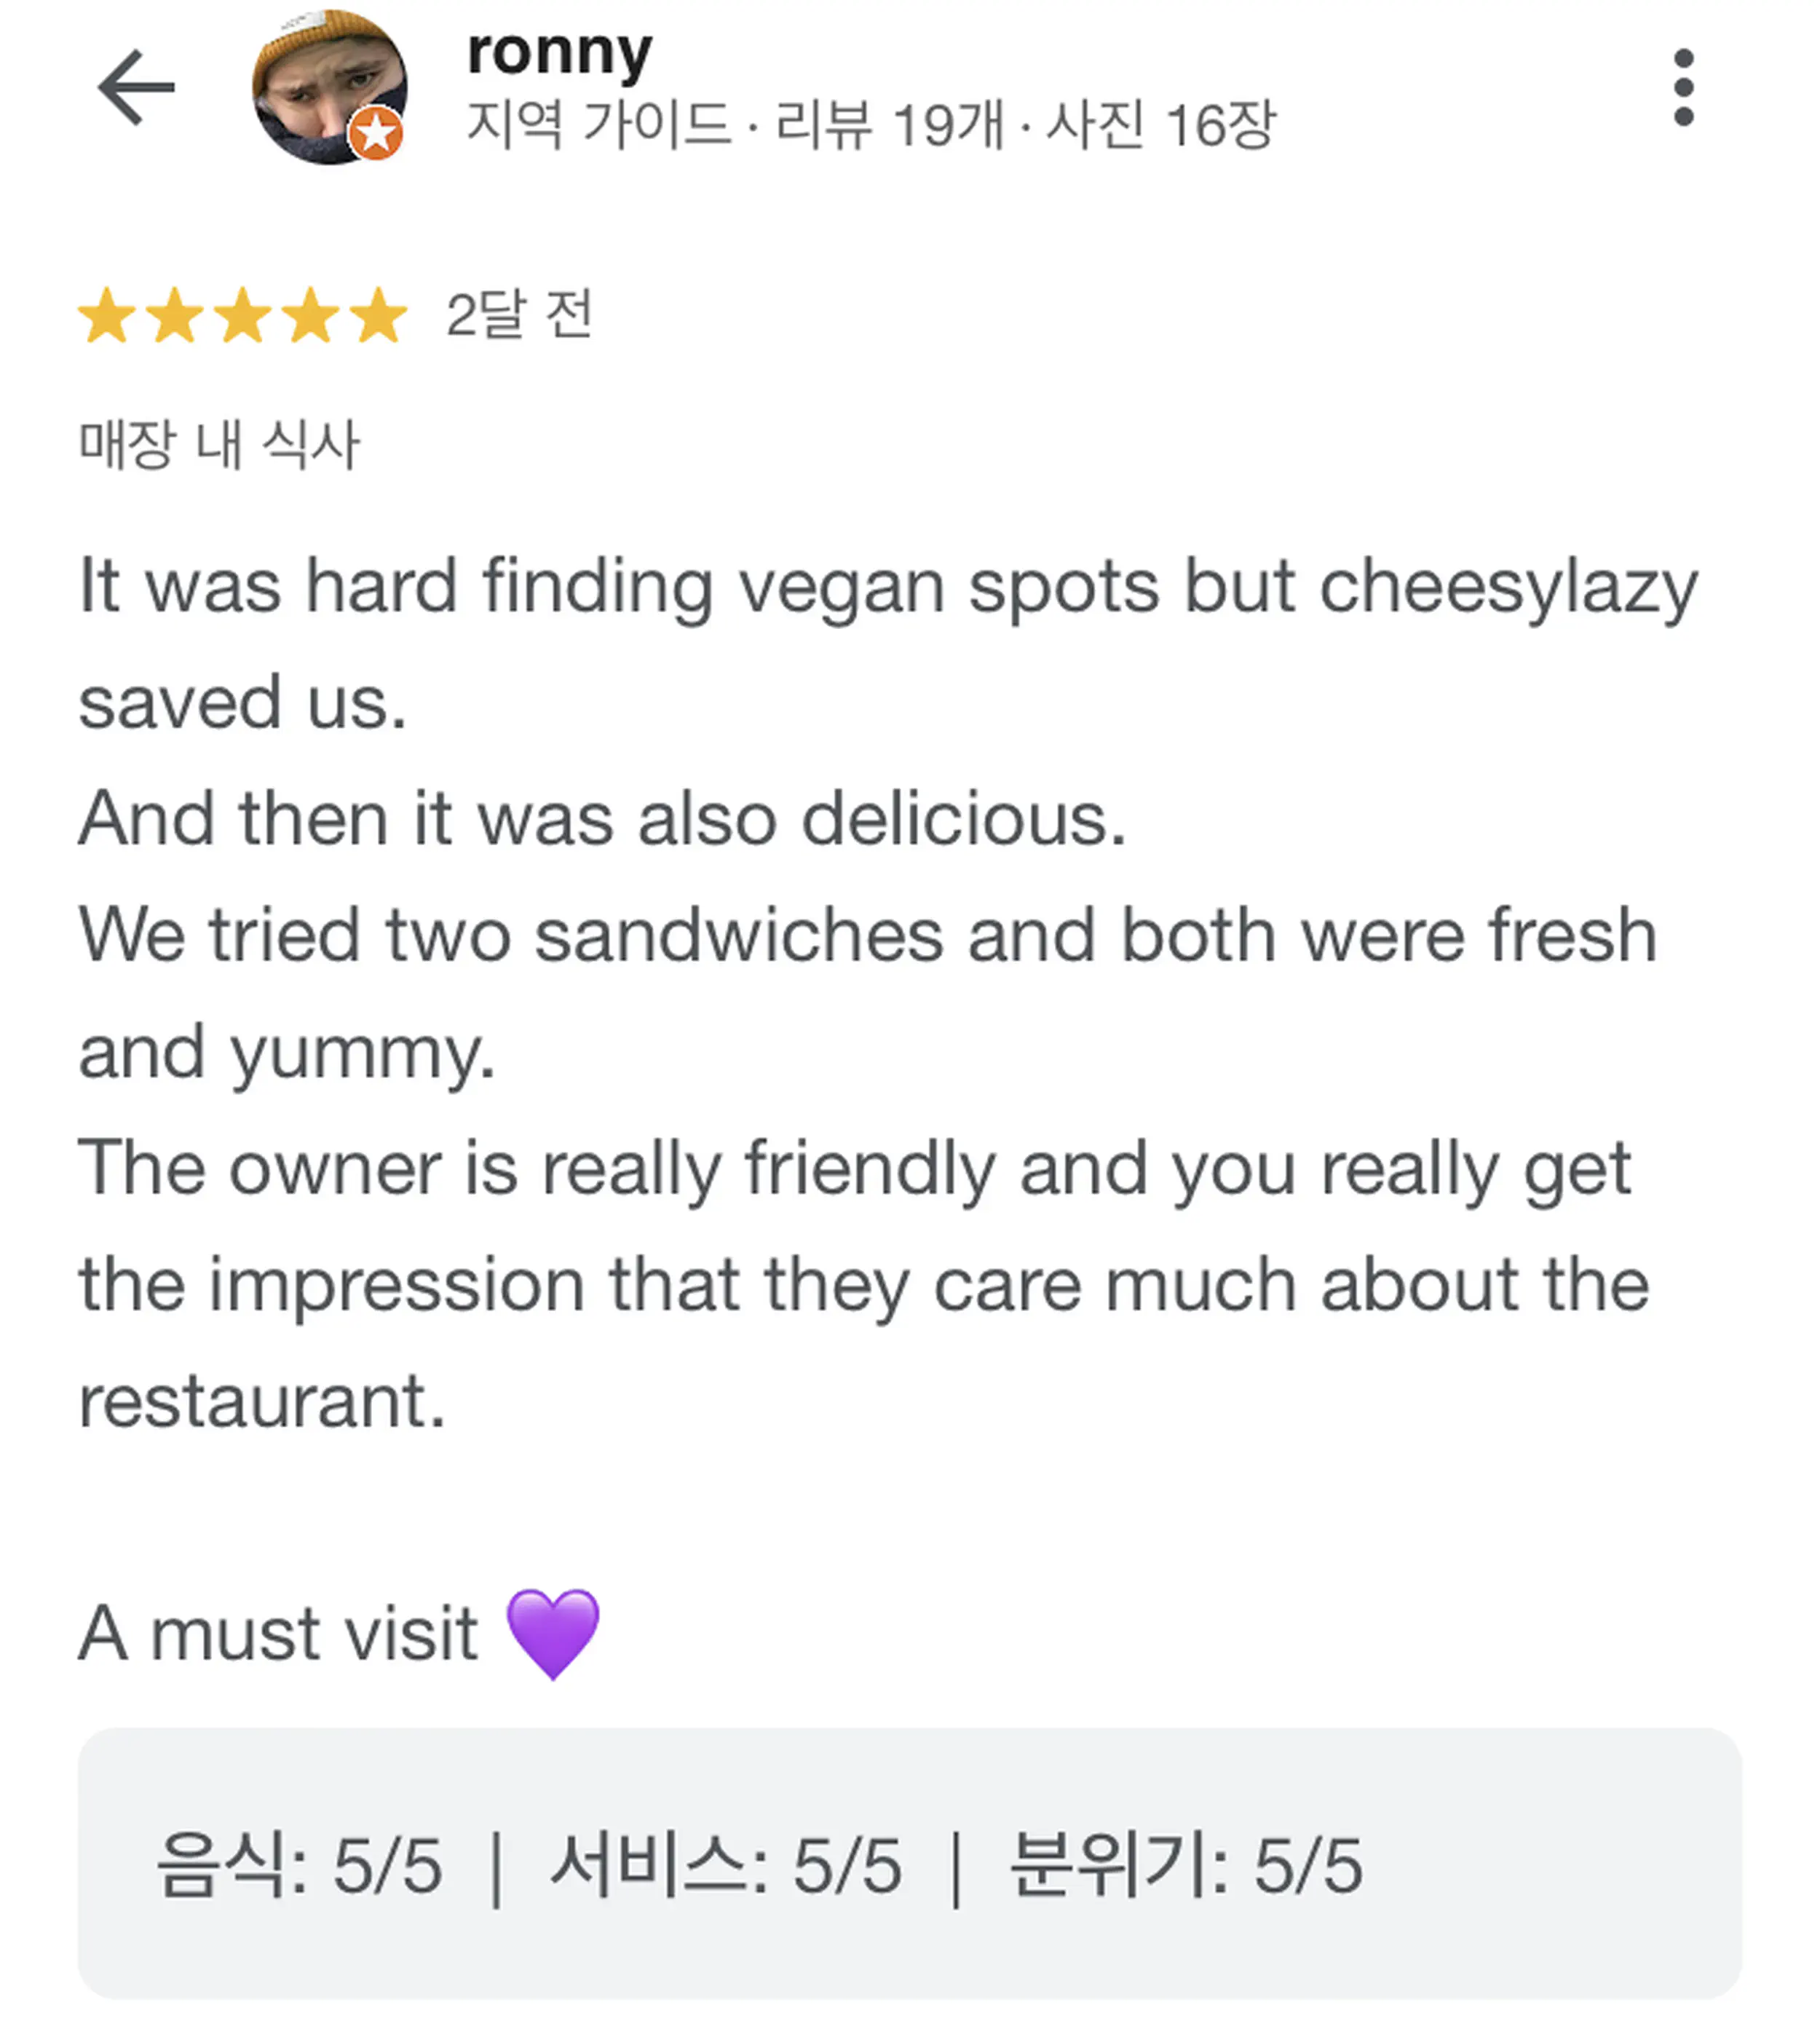 ronny
지역 가이드 · 리뷰 19개 · 사진 16장
2달 전
매장 내 식사
It was hard finding vegan spots but cheesylazy
saved us.
And then it was also delicious.
We tried two sandwiches and both were fresh
and yummy.
The owner is really friendly and you really get
the impression that they care much about the
restaurant.
A must visit 💜
음식: 5/5 | 서비스: 5/5 | 분위기: 5/5